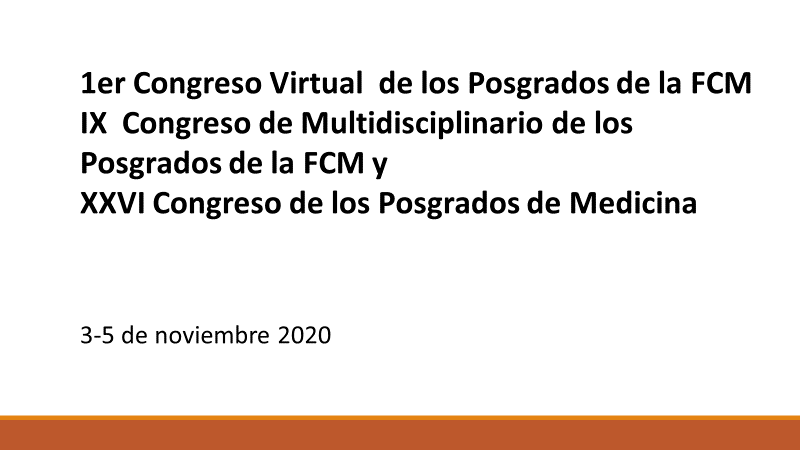 1er Congreso Virtual  de los Posgrados de la FCM
IX  Congreso de Multidisciplinario de los
Posgrados de la FCM y
XXVI Congreso de los Posgrados de Medicina
3-5 de noviembre 2020